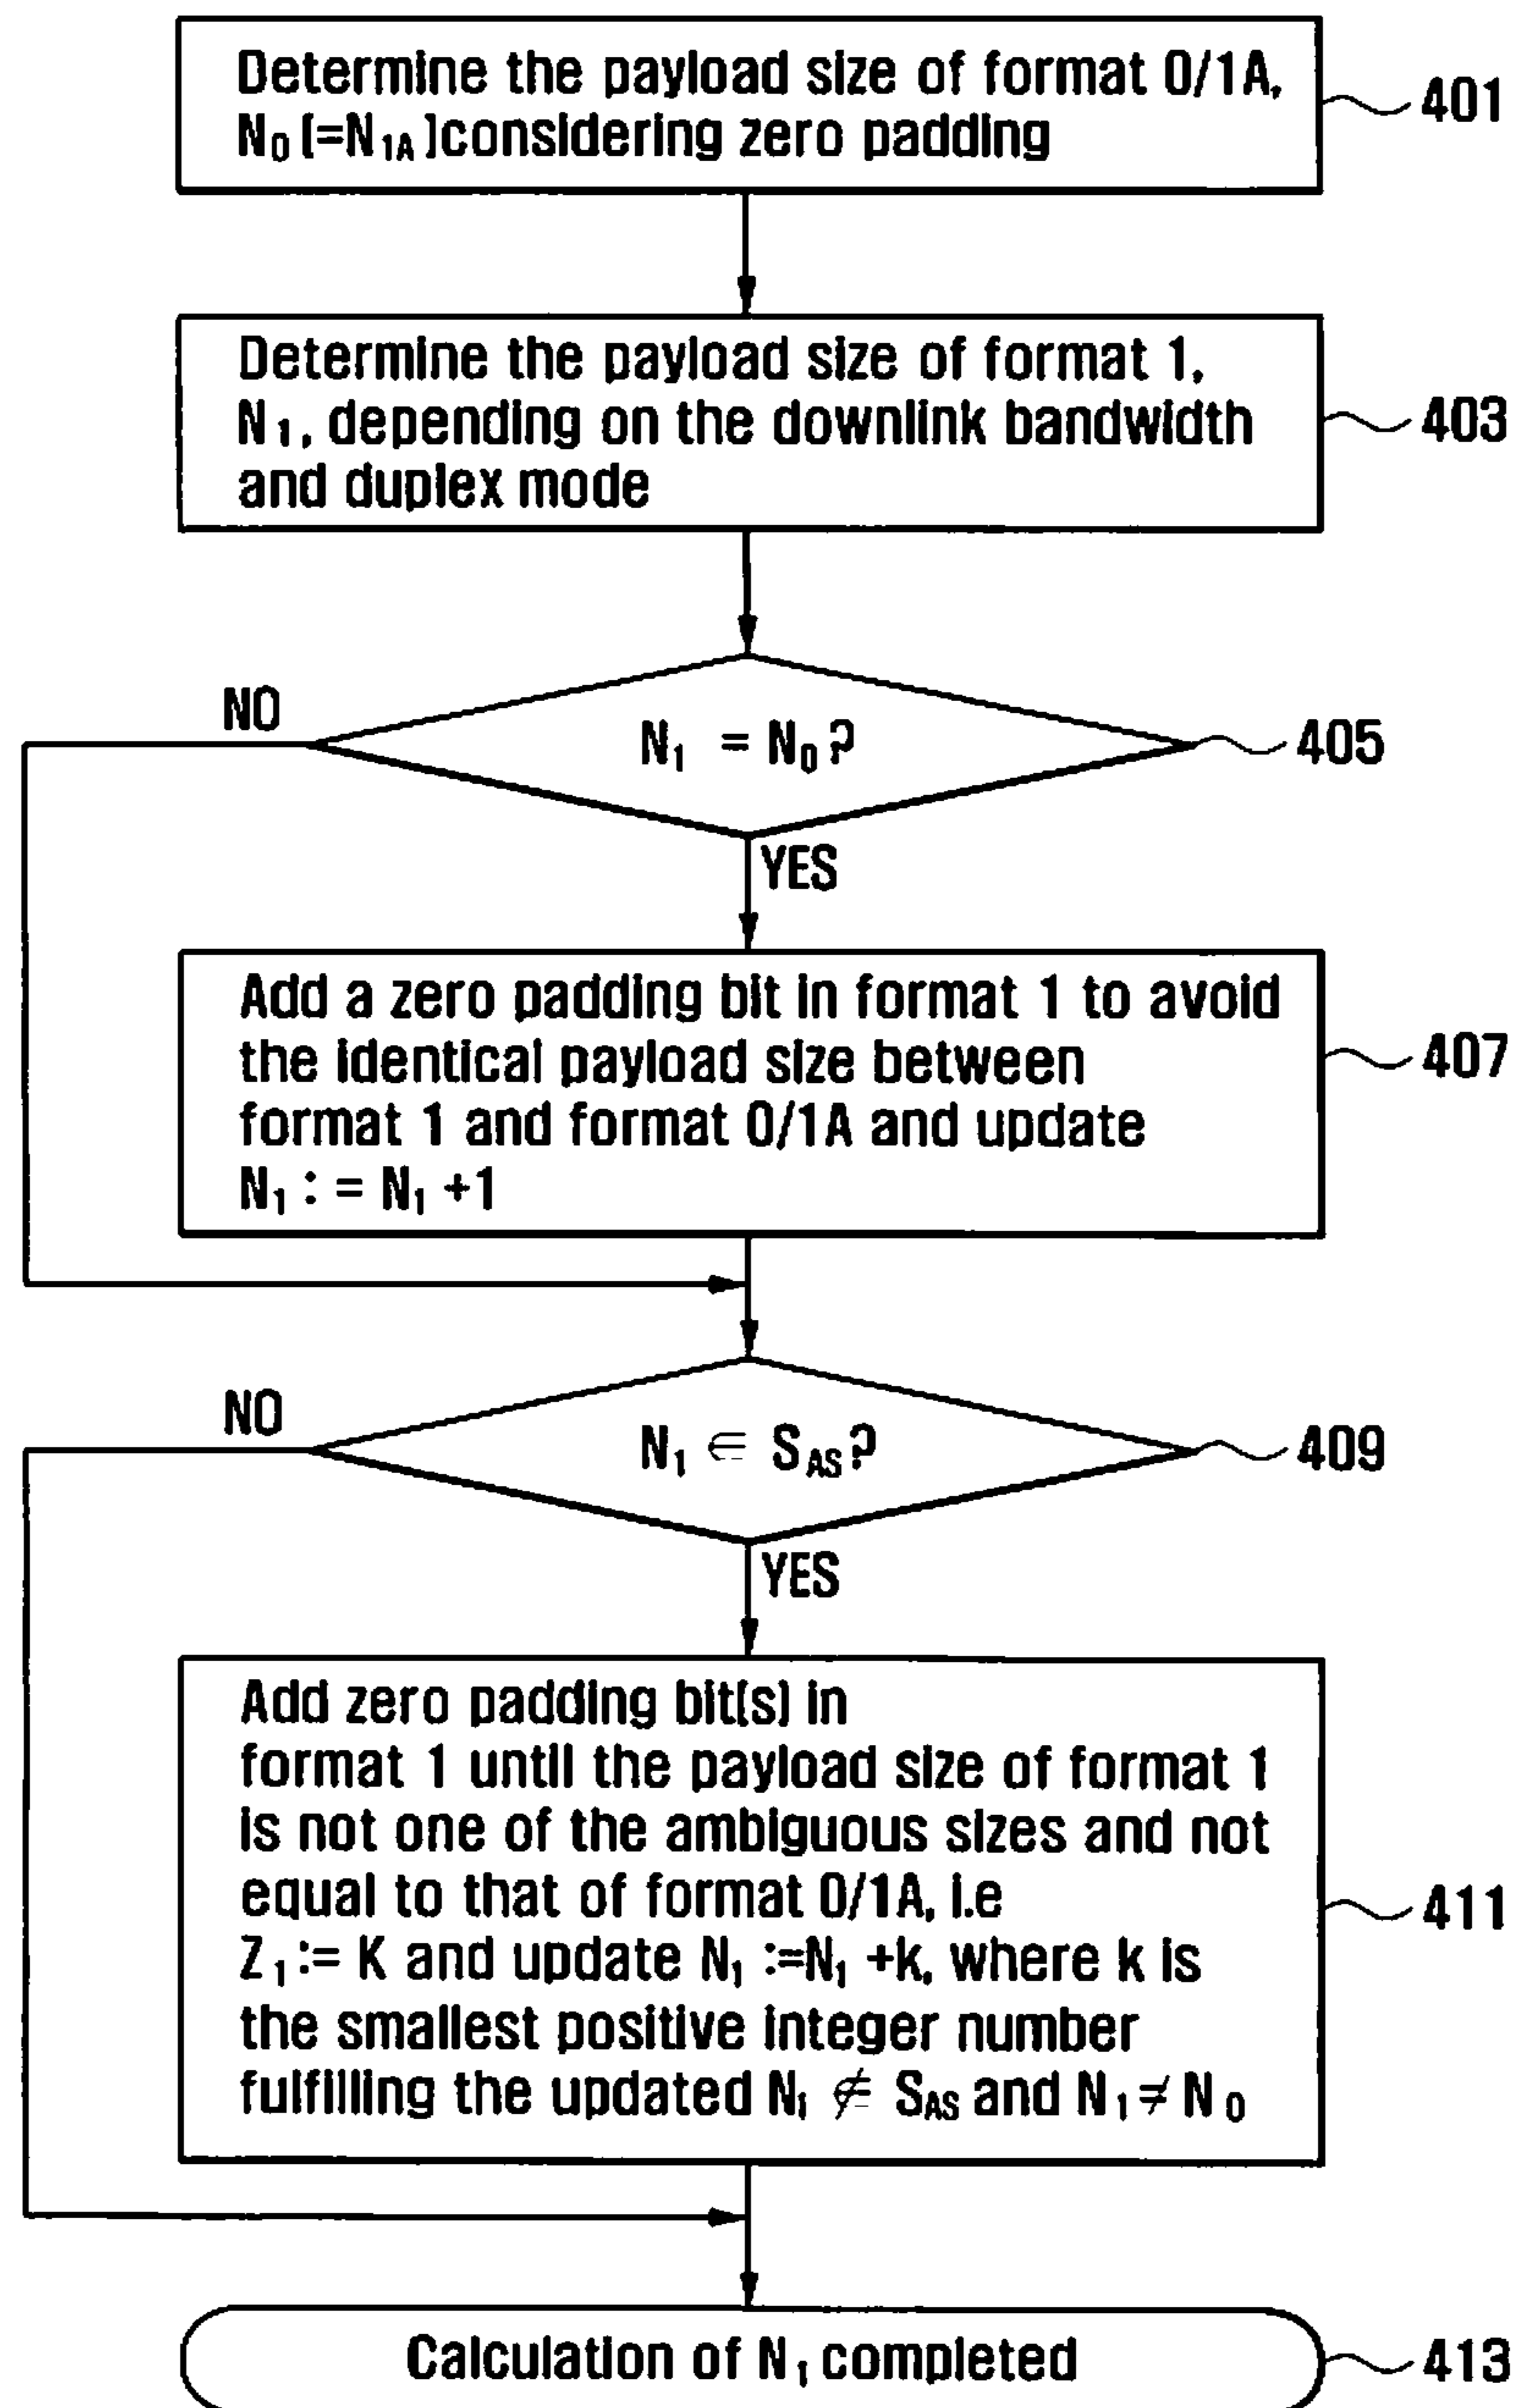 Determine the payload size of format 0/1A,
N₀ (=N₁A )considering zero padding
401
Determine the payload size of format 1,
N₁, depending on the downlink bandwidth
and duplex mode
403
NO
N₁ = N₀?
405
YES
Add a zero padding bit in format 1 to avoid
the identical payload size between
format 1 and format 0/1A and update
N₁ : = N₁ +1
407
NO
N₁ ∈ SAS?
409
YES
Add zero padding bit(s) in
format 1 until the payload size of format 1
is not one of the ambiguous sizes and not
equal to that of format 0/1A, i.e
Z₁ := K and update N₁ :=N₁ +k, where k is
the smallest positive integer number
fulfilling the updated N₁ ∉ SAS and N₁ ≠ N₀
411
Calculation of N₁ completed
413